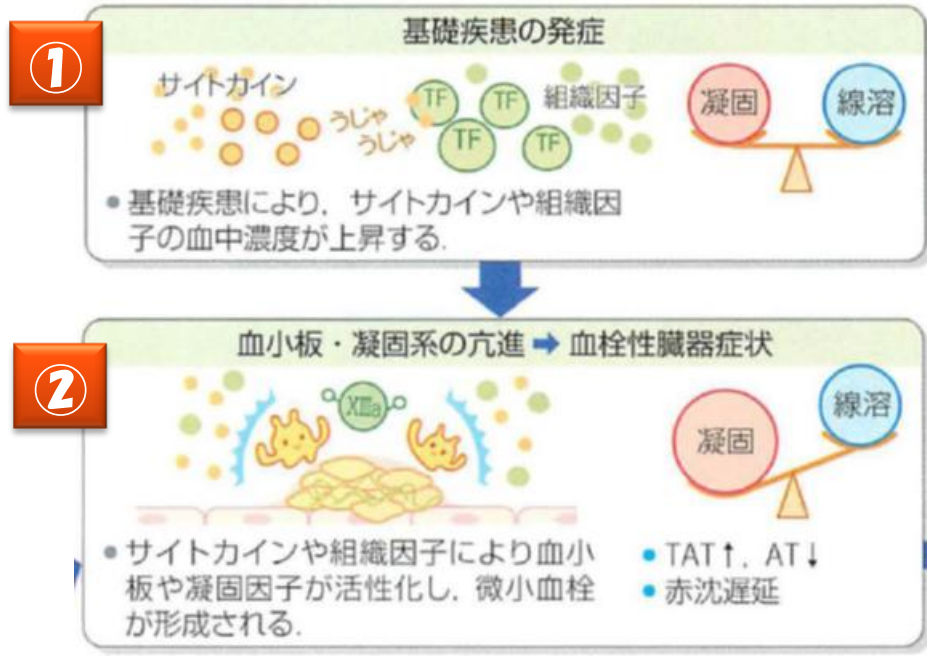 ①
基礎疾患の発症
サイトカイン
うじゃ
うじゃ
TF
TF
TF
TF
組織因子
凝固
線溶
• 基礎疾患により，サイトカインや組織因
子の血中濃度が上昇する．
②
血小板・凝固系の亢進➡血栓性臓器症状
XⅢa
凝固
線溶
• サイトカインや組織因子により血小
板や凝固因子が活性化し，微小血栓
が形成される．
• TAT↑，AT↓
• 赤沈遅延